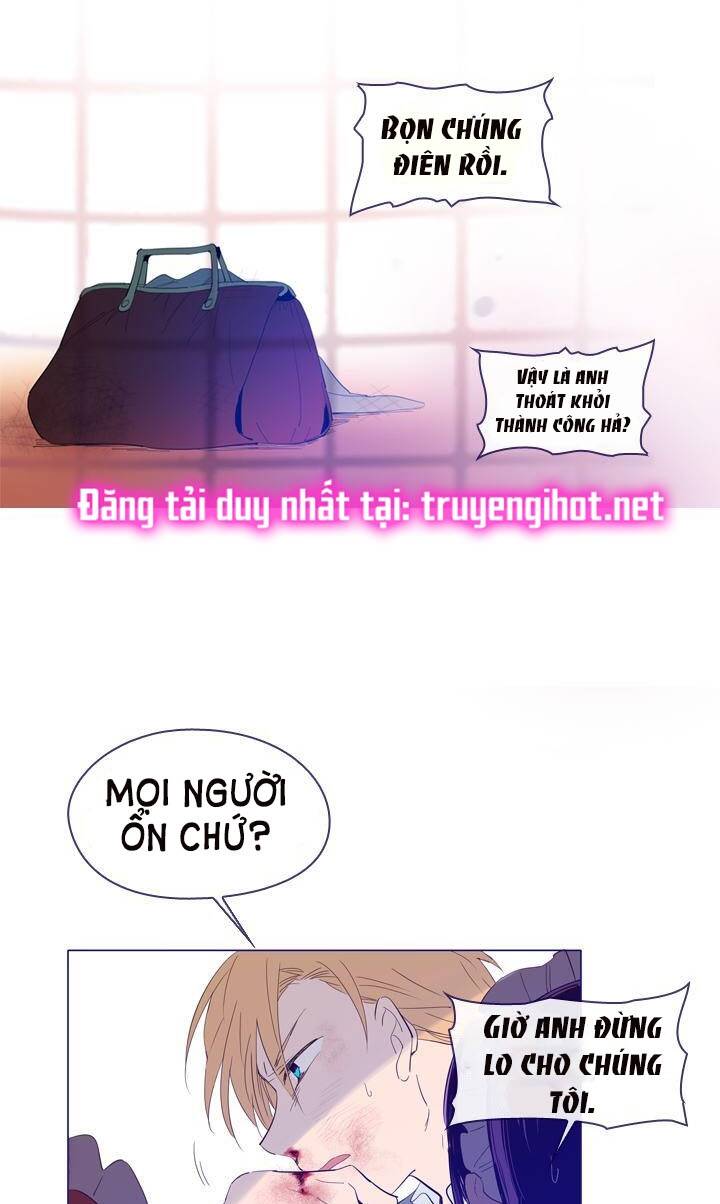 BỌN CHÚNG
ĐIÊN RỒI.
VẬY LÀ ANH
THOÁT KHỎI
THÀNH CÔNG HẢ?
Đăng tải duy nhất tại: truyengihot.net
MỌI NGƯỜI
ỔN CHỨ?
GIỜ ANH ĐỪNG
LO CHO CHÚNG
TÔI.